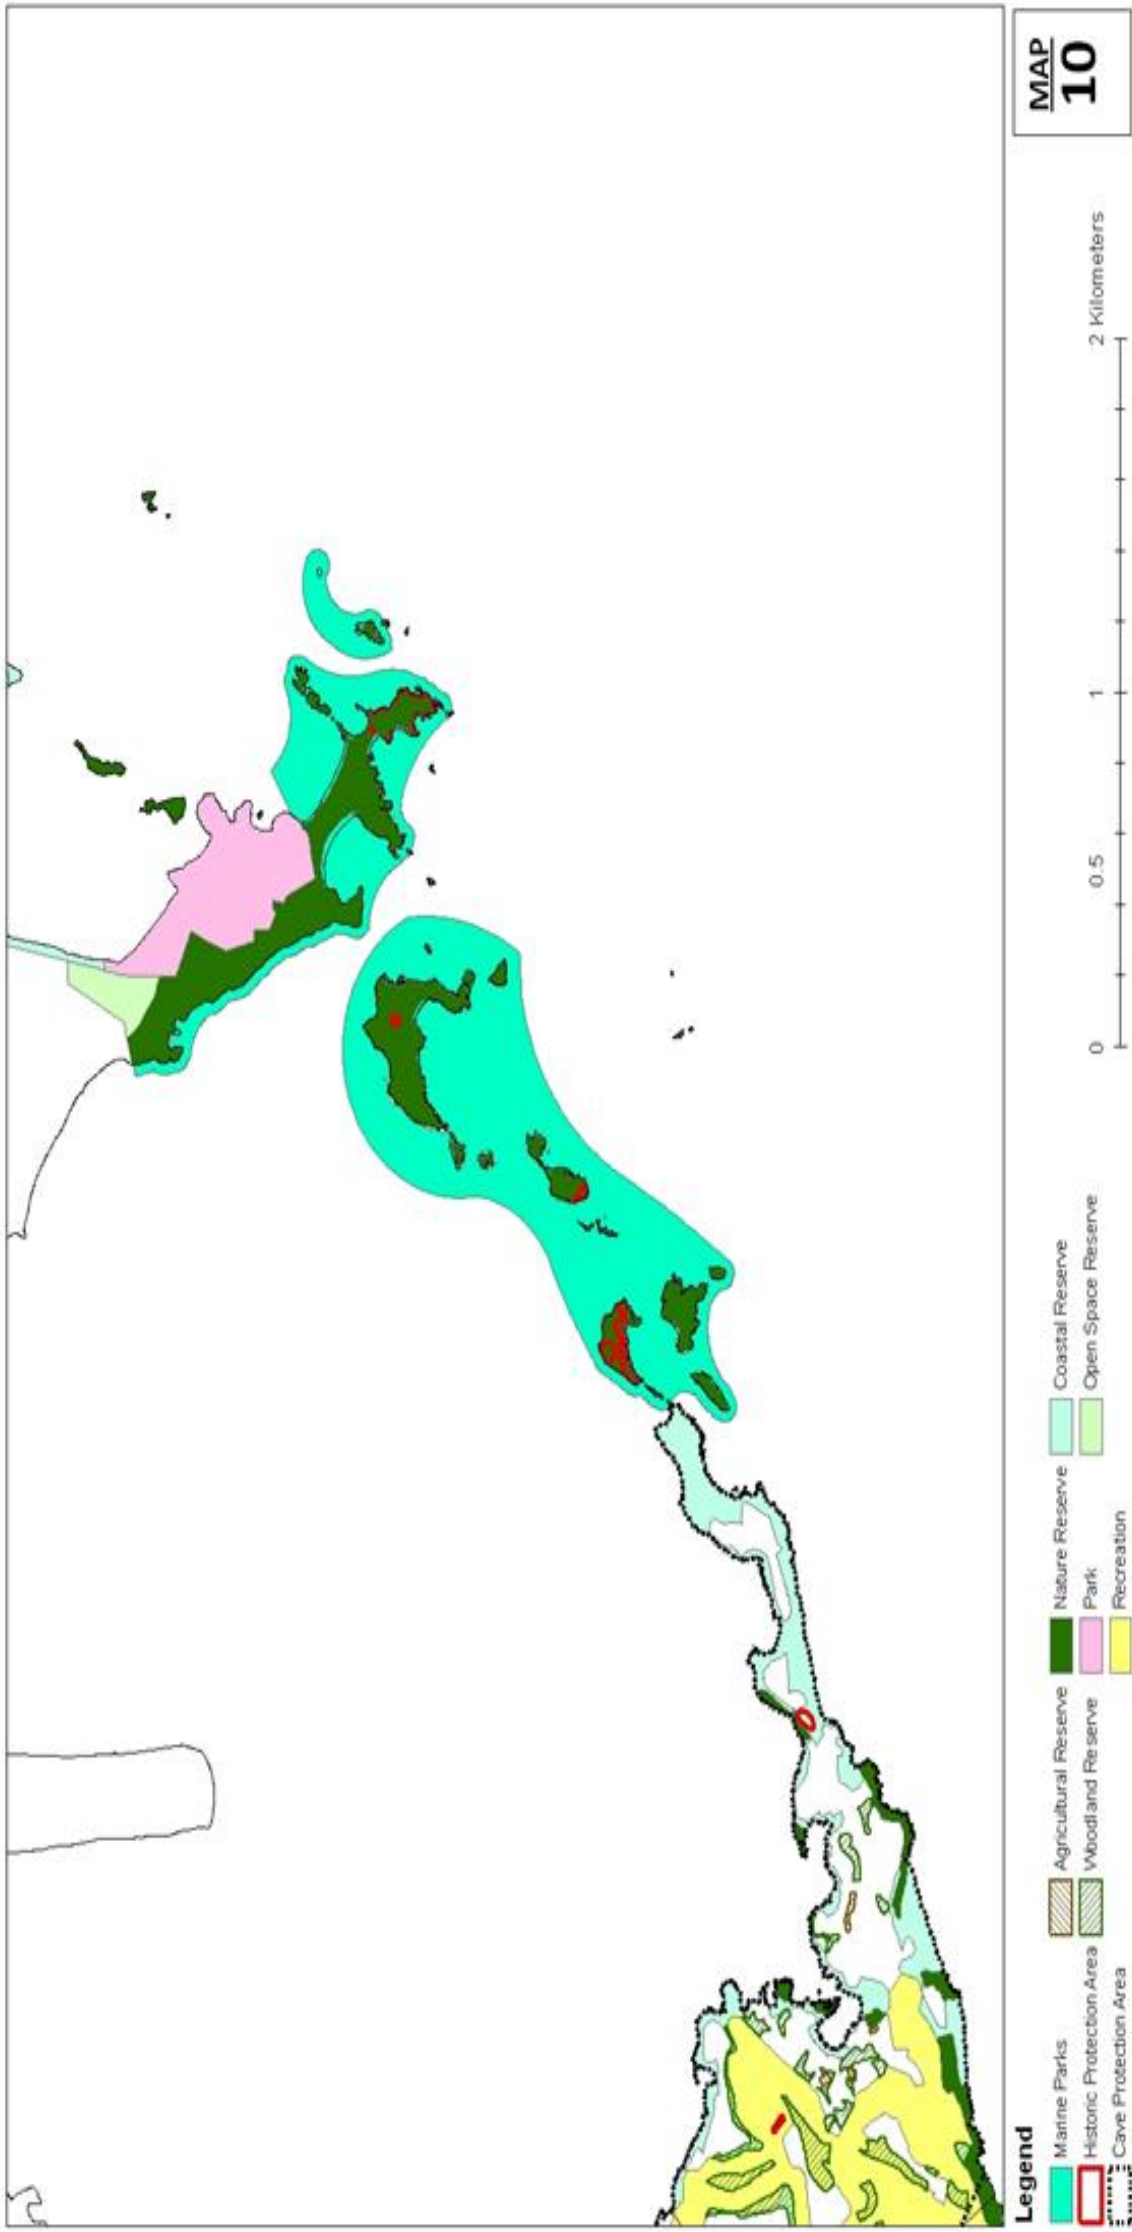 MAP
10
Legend
Marine Parks
Historic Protection Area
Cave Protection Area
Agricultural Reserve
Woodland Reserve
Nature Reserve
Park
Recreation
Coastal Reserve
Open Space Reserve
0 0.5 1 2 Kilometers